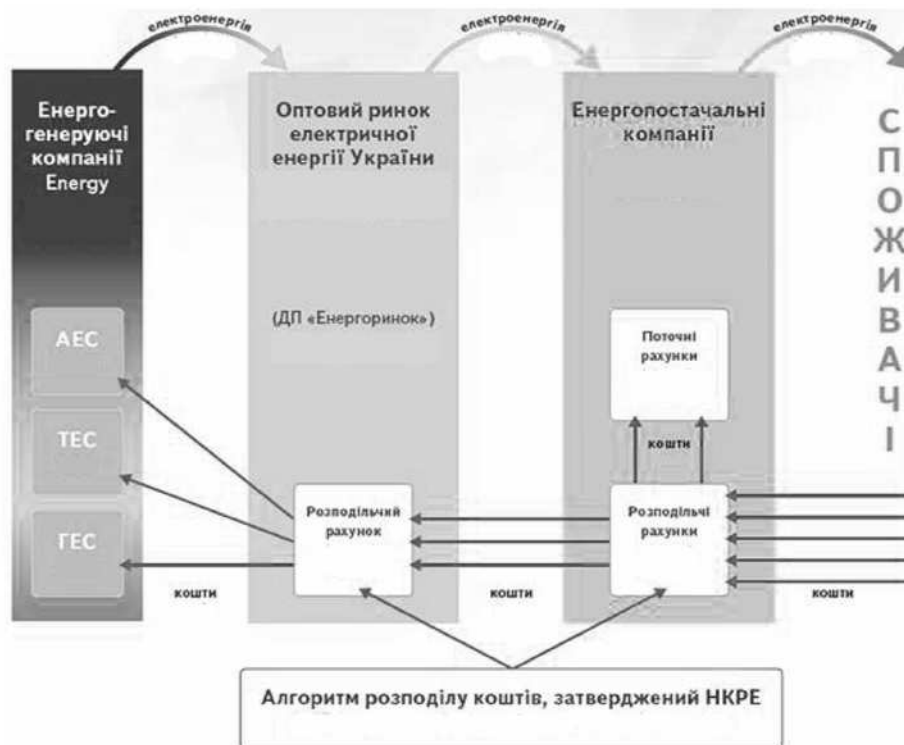 електроенергія
електроенергія
електроенергія
Енерго-
генеруючі
компанії
Energy
Оптовий ринок
електричної
енергії України
Енергопостачальні
компанії
С
П
О
Ж
И
В
А
Ч
І
(ДП «Енергоринок»)
АЕС
ТЕС
ГЕС
Поточні
рахунки
кошти
Розподільчий
рахунок
Розподільчі
рахунки
кошти
кошти
кошти
Алгоритм розподілу коштів, затверджений НКРЕ